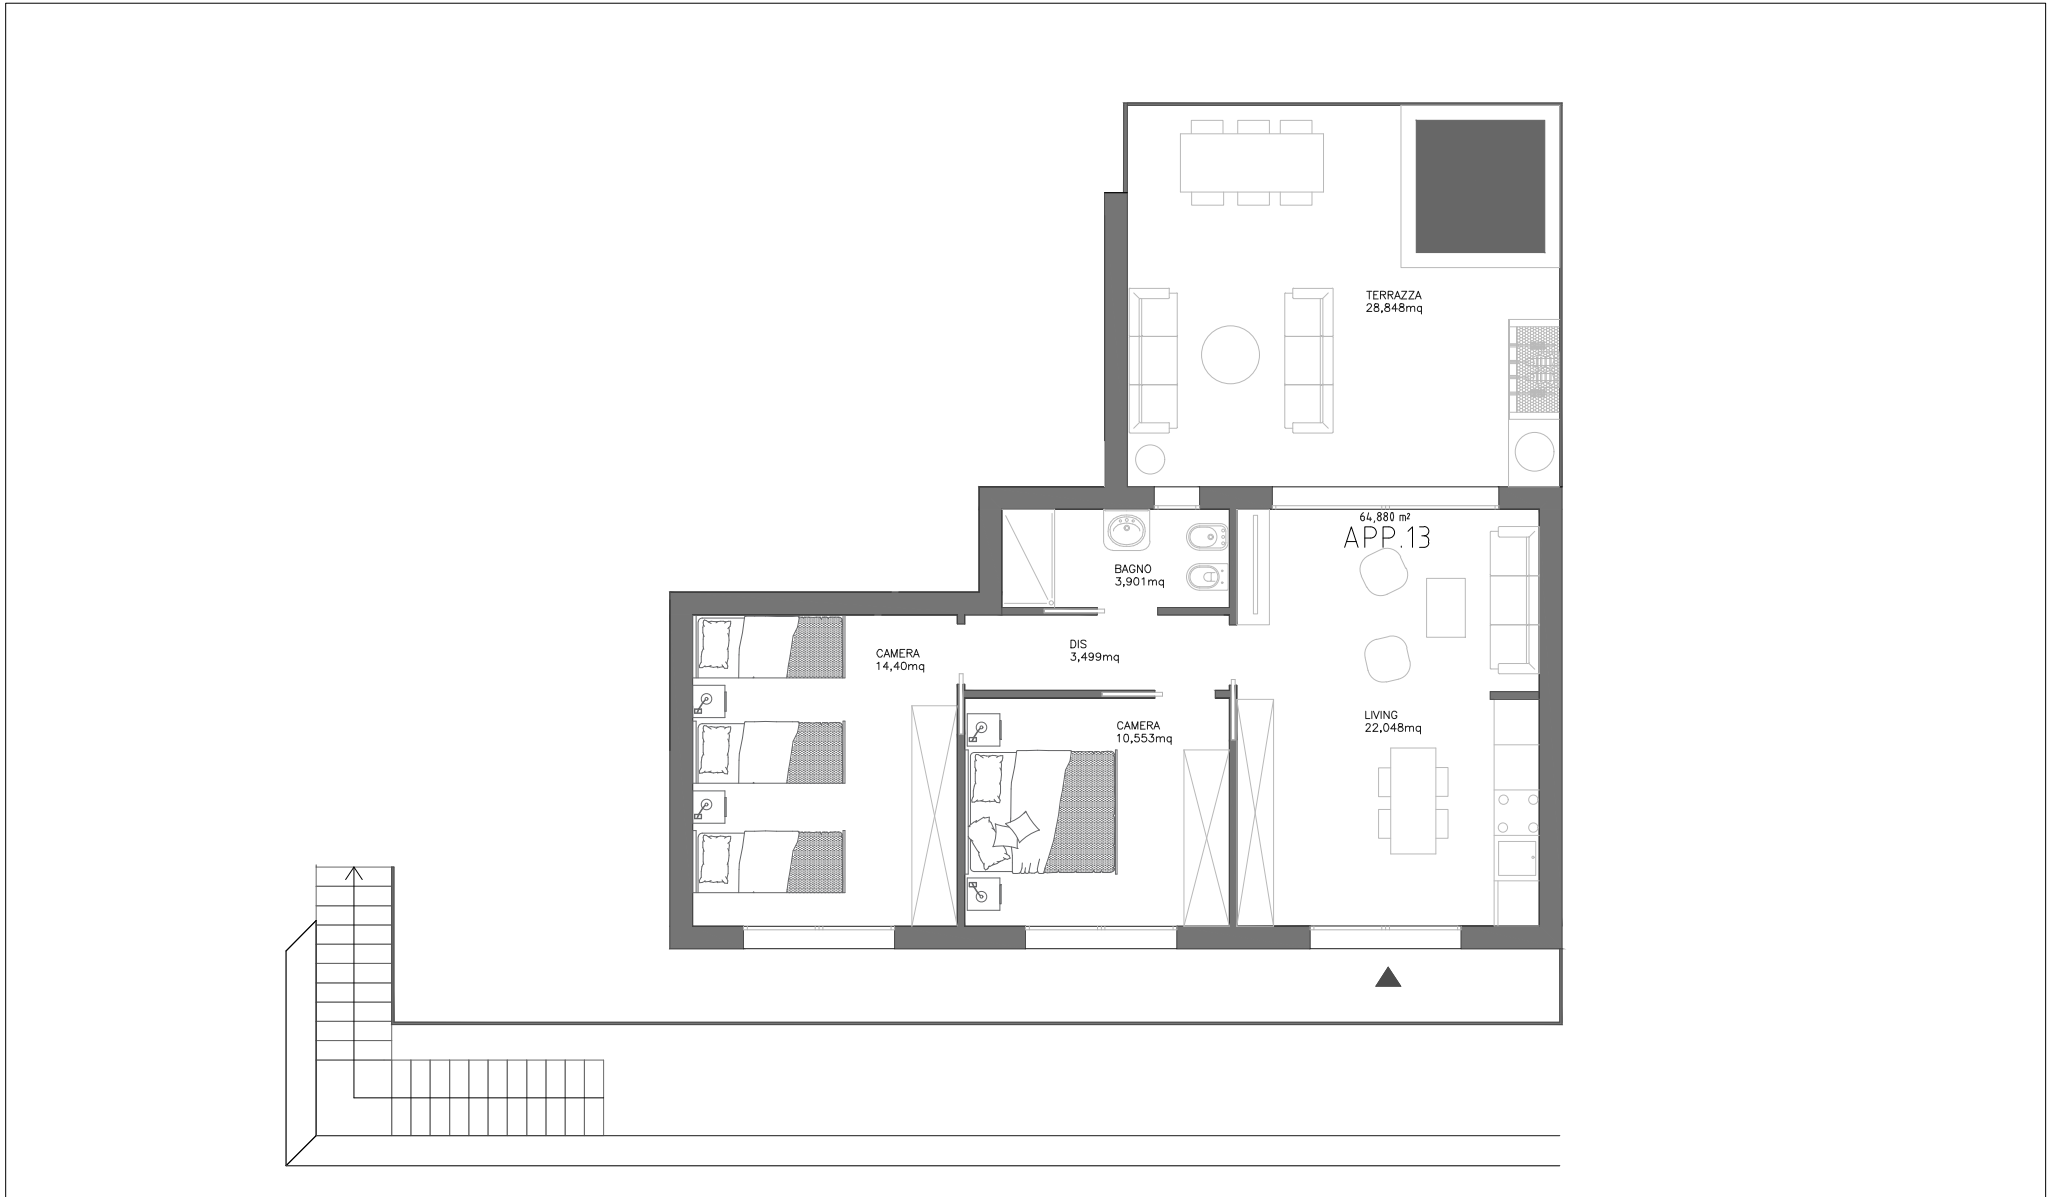 TERRAZZA
28,848mq
64,880 m²
APP.13
BAGNO
3,901mq
DIS
3,499mq
CAMERA
14,40mq
CAMERA
10,553mq
LIVING
22,048mq